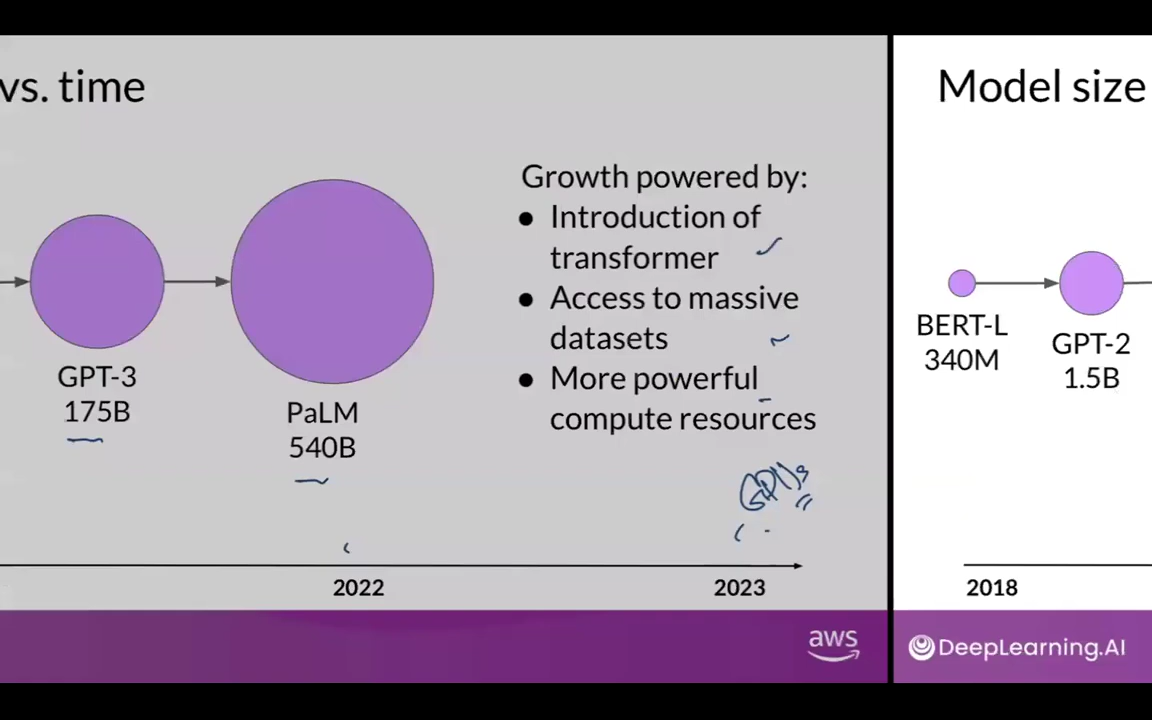 vs. time
Growth powered by:
● Introduction of
transformer
● Access to massive
datasets
● More powerful
compute resources
GPT-3
175B
PaLM
540B
GPUs
2022
2023
aws
Model size
BERT-L
340M
GPT-2
1.5B
2018
DeepLearning.AI